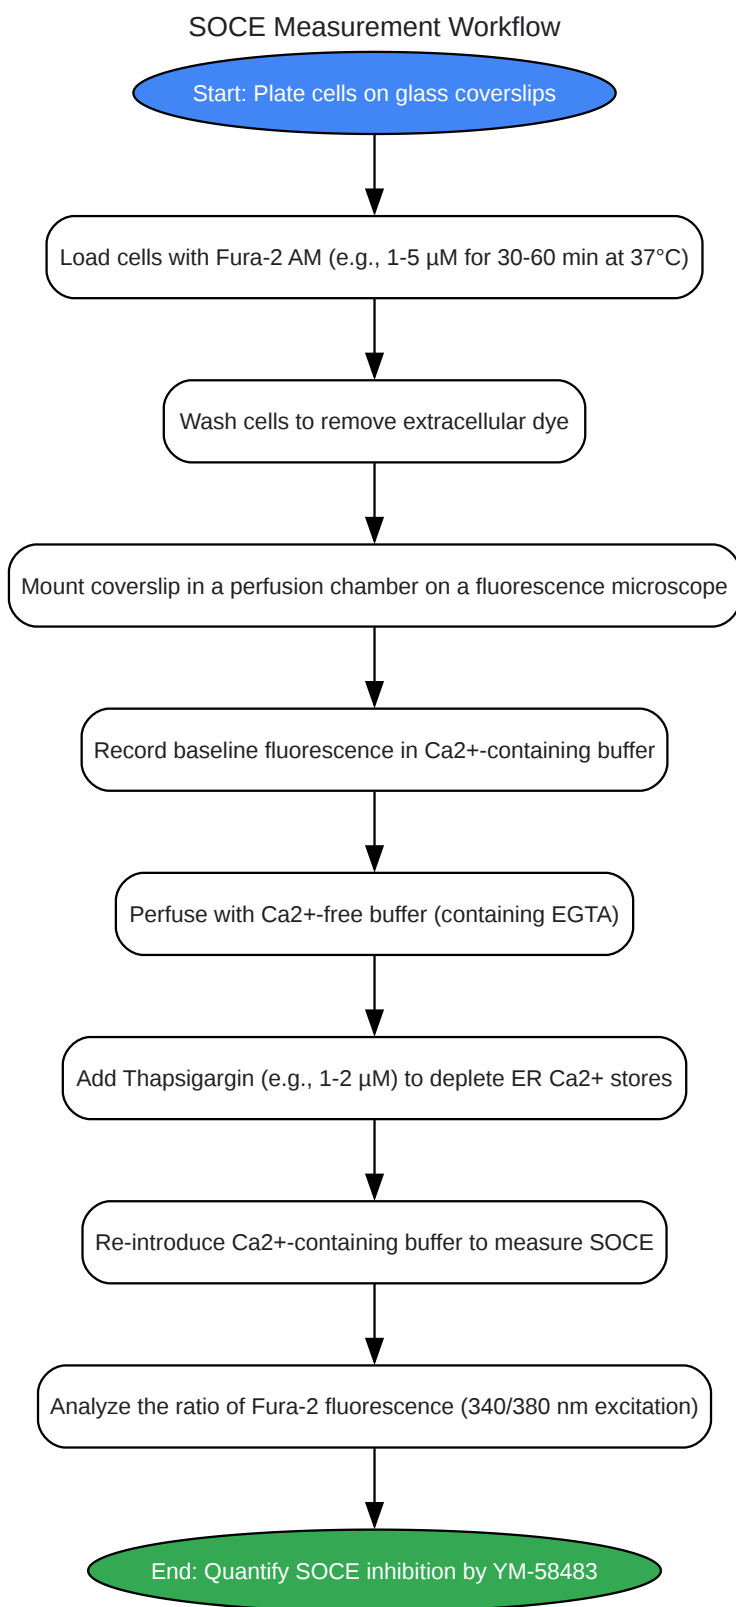 SOCE Measurement Workflow
Start: Plate cells on glass coverslips
Load cells with Fura-2 AM (e.g., 1-5 µM for 30-60 min at 37°C)
Wash cells to remove extracellular dye
Mount coverslip in a perfusion chamber on a fluorescence microscope
Record baseline fluorescence in Ca2+-containing buffer
Perfuse with Ca2+-free buffer (containing EGTA)
Add Thapsigargin (e.g., 1-2 µM) to deplete ER Ca2+ stores
Re-introduce Ca2+-containing buffer to measure SOCE
Analyze the ratio of Fura-2 fluorescence (340/380 nm excitation)
End: Quantify SOCE inhibition by YM-58483